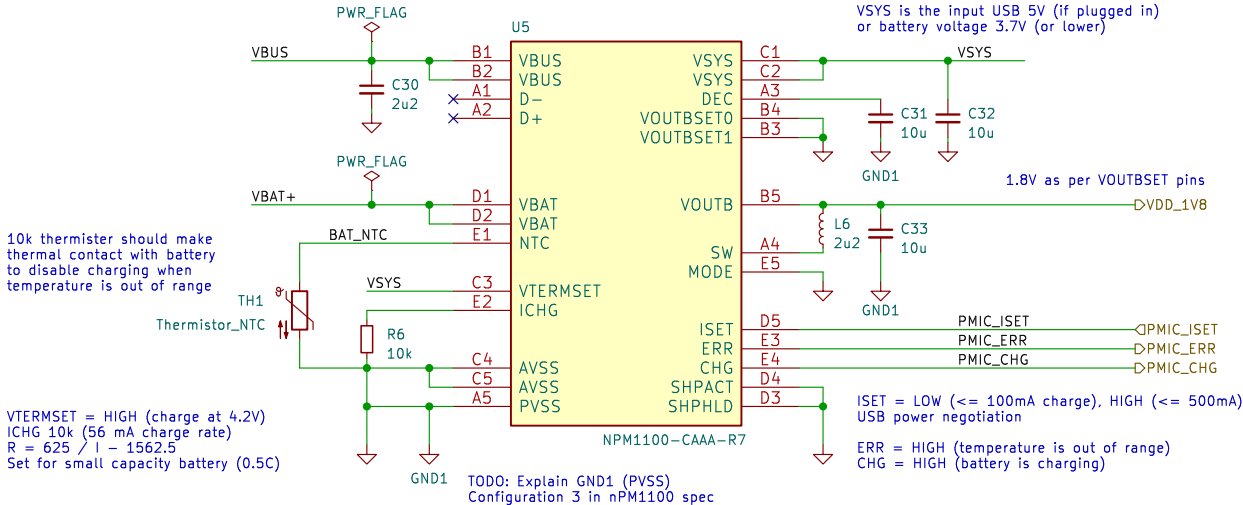 VSYS is the input USB 5V (if plugged in)
or battery voltage 3.7V (or lower)
PWR_FLAG
U5
VBUS
B1
VBUS
B2
VBUS
A1
D-
A2
D+
C30
2u2
VSYS
C1
VSYS
C2
VSYS
DEC
A3
VOUTBSET0
B4
VOUTBSET1
B3
C31
10u
C32
10u
GND1
PWR_FLAG
1.8V as per VOUTBSET pins
VBAT+
D1
VBAT
D2
VBAT
BAT_NTC
E1
NTC
VOUTB
B5
VDD_1V8
L6
2u2
C33
10u
SW
A4
MODE
E5
GND1
10k thermister should make
thermal contact with battery
to disable charging when
temperature is out of range
TH1
Thermistor_NTC
VSYS
C3
VTERMSET
E2
ICHG
R6
10k
C4
AVSS
C5
AVSS
A5
PVSS
ISET
D5
PMIC_ISET
PMIC_ISET
ERR
E3
PMIC_ERR
PMIC_ERR
CHG
E4
PMIC_CHG
PMIC_CHG
SHPACT
D4
SHPHLD
D3
NPM1100-CAAA-R7
VTERMSET = HIGH (charge at 4.2V)
ICHG 10k (56 mA charge rate)
R = 625 / I - 1562.5
Set for small capacity battery (0.5C)
GND1
TODO: Explain GND1 (PVSS)
Configuration 3 in nPM1100 spec
ISET = LOW (<= 100mA charge), HIGH (<= 500mA)
USB power negotiation
ERR = HIGH (temperature is out of range)
CHG = HIGH (battery is charging)